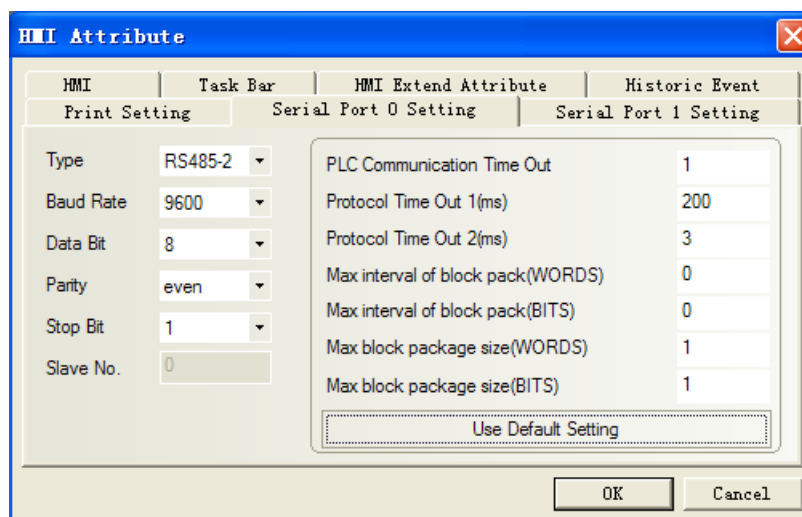 HMI Attribute
HMI Task Bar HMI Extend Attribute Historic Event
Print Setting Serial Port 0 Setting Serial Port 1 Setting
Type RS485-2
Baud Rate 9600
Data Bit 8
Parity even
Stop Bit 1
Slave No. 0
PLC Communication Time Out 1
Protocol Time Out 1(ms) 200
Protocol Time Out 2(ms) 3
Max interval of block pack(WORDS) 0
Max interval of block pack(BITS) 0
Max block package size(WORDS) 1
Max block package size(BITS) 1
Use Default Setting
OK Cancel